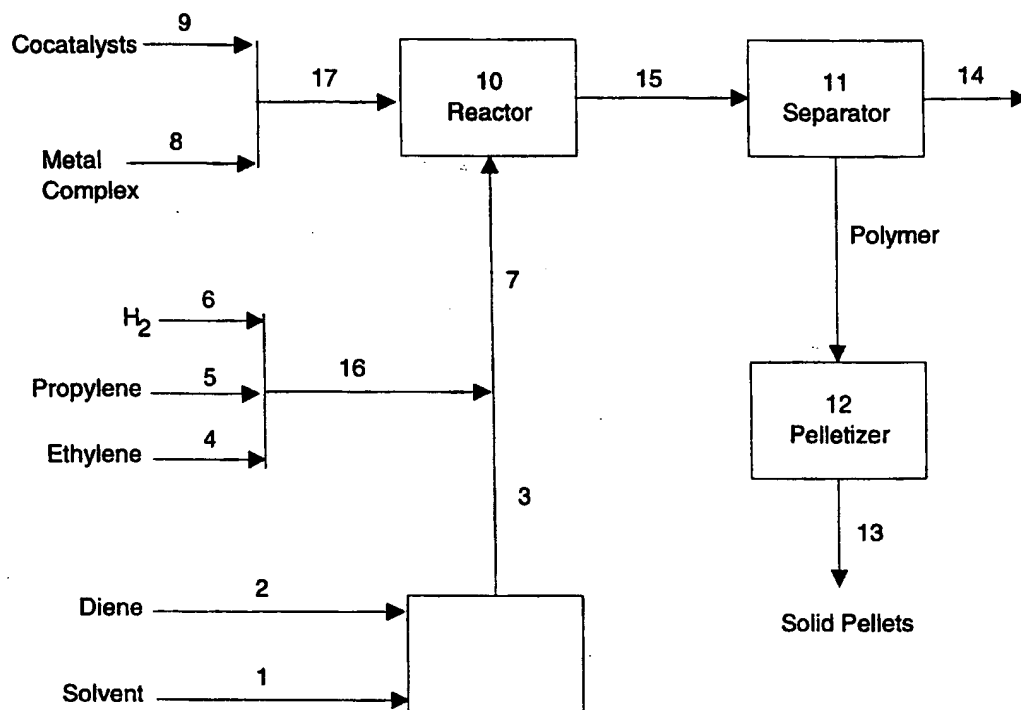 9
Cocatalysts
17
10
Reactor
15
11
Separator
14
8
Metal
Complex
Polymer
7
6
H2
16
Propylene 5
12
Pelletizer
Ethylene 4
3
13
2
Diene
Solid Pellets
1
Solvent